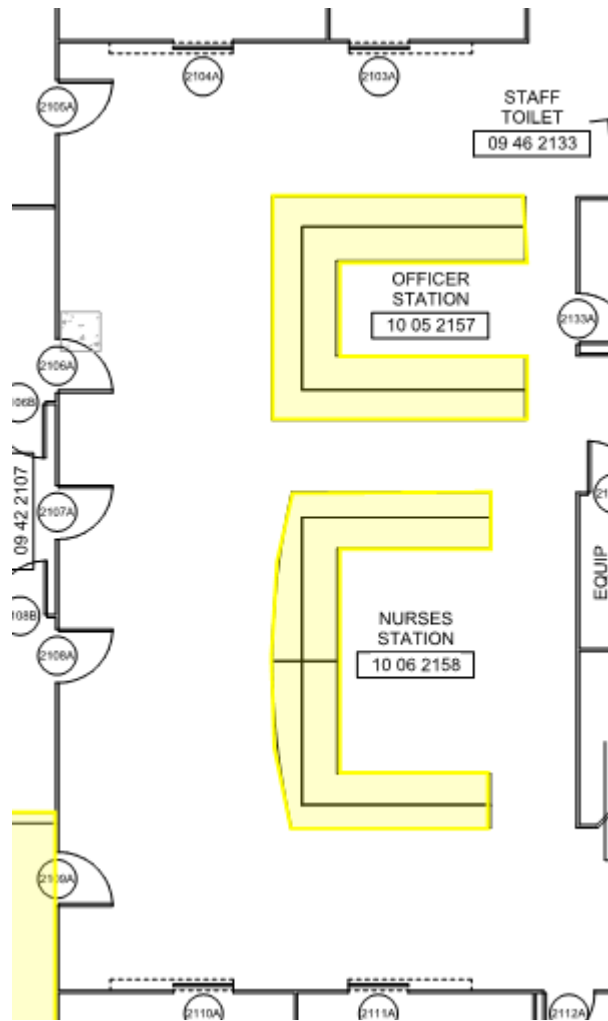 2104A
2103A
2105A
STAFF
TOILET
09 46 2133
OFFICER
STATION
10 05 2157
2133A
2106A
09 42 2107
2107A
EQUIP
NURSES
STATION
10 06 2158
2108A
2109A
2110A
2111A
2112A